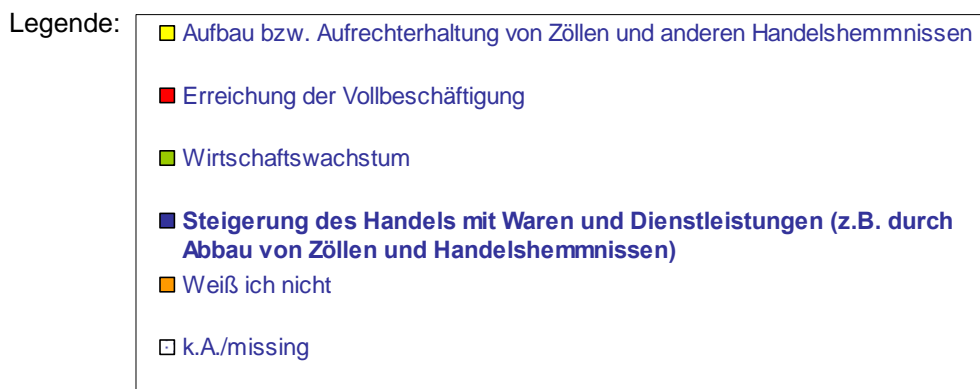 Legende:
Aufbau bzw. Aufrechterhaltung von Zöllen und anderen Handelshemmnissen
Erreichung der Vollbeschäftigung
Wirtschaftswachstum
Steigerung des Handels mit Waren und Dienstleistungen (z.B. durch
Abbau von Zöllen und Handelshemmnissen)
Weiß ich nicht
k.A./missing